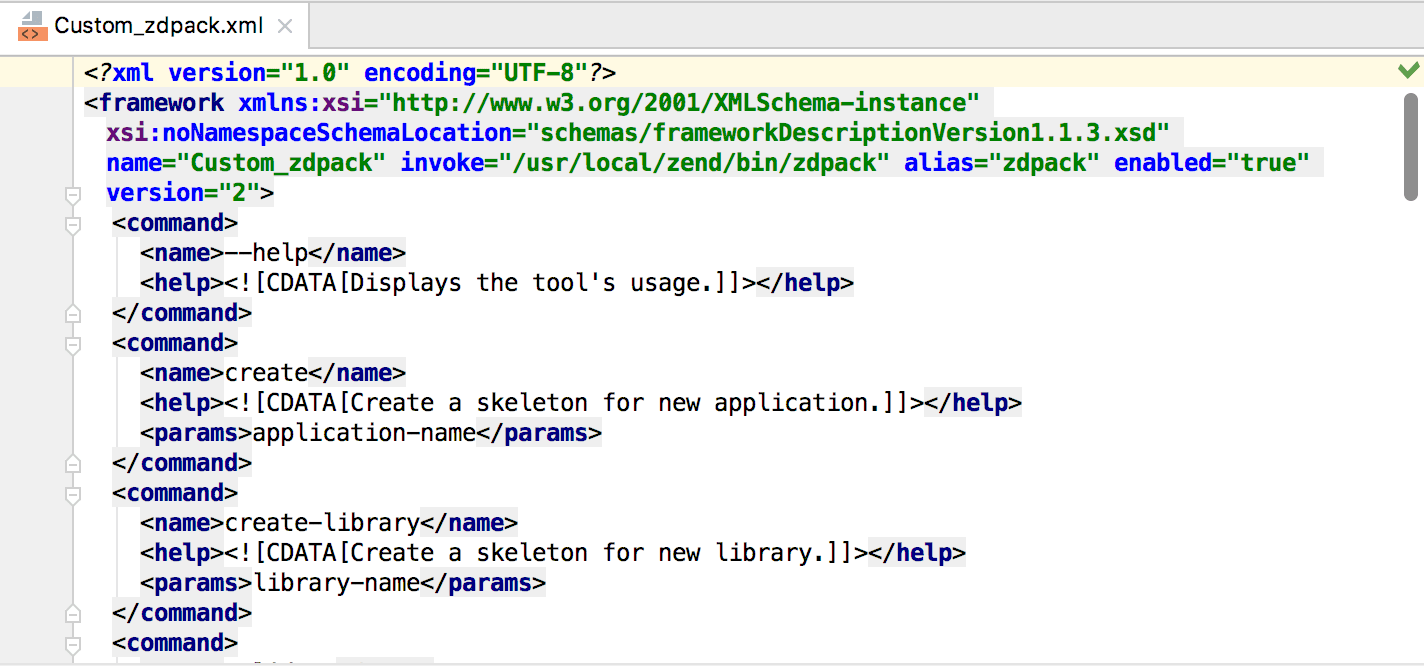 Custom_zdpack.xml
<?xml version="1.0" encoding="UTF-8"?>
<framework xmlns:xsi="http://www.w3.org/2001/XMLSchema-instance"
xsi:noNamespaceSchemaLocation="schemas/frameworkDescriptionVersion1.1.3.xsd"
name="Custom_zdpack" invoke="/usr/local/zend/bin/zdpack" alias="zdpack" enabled="true"
version="2">
<command>
<name>--help</name>
<help><![CDATA[Displays the tool's usage.]]></help>
</command>
<command>
<name>create</name>
<help><![CDATA[Create a skeleton for new application.]]></help>
<params>application-name</params>
</command>
<command>
<name>create-library</name>
<help><![CDATA[Create a skeleton for new library.]]></help>
<params>library-name</params>
</command>
<command>